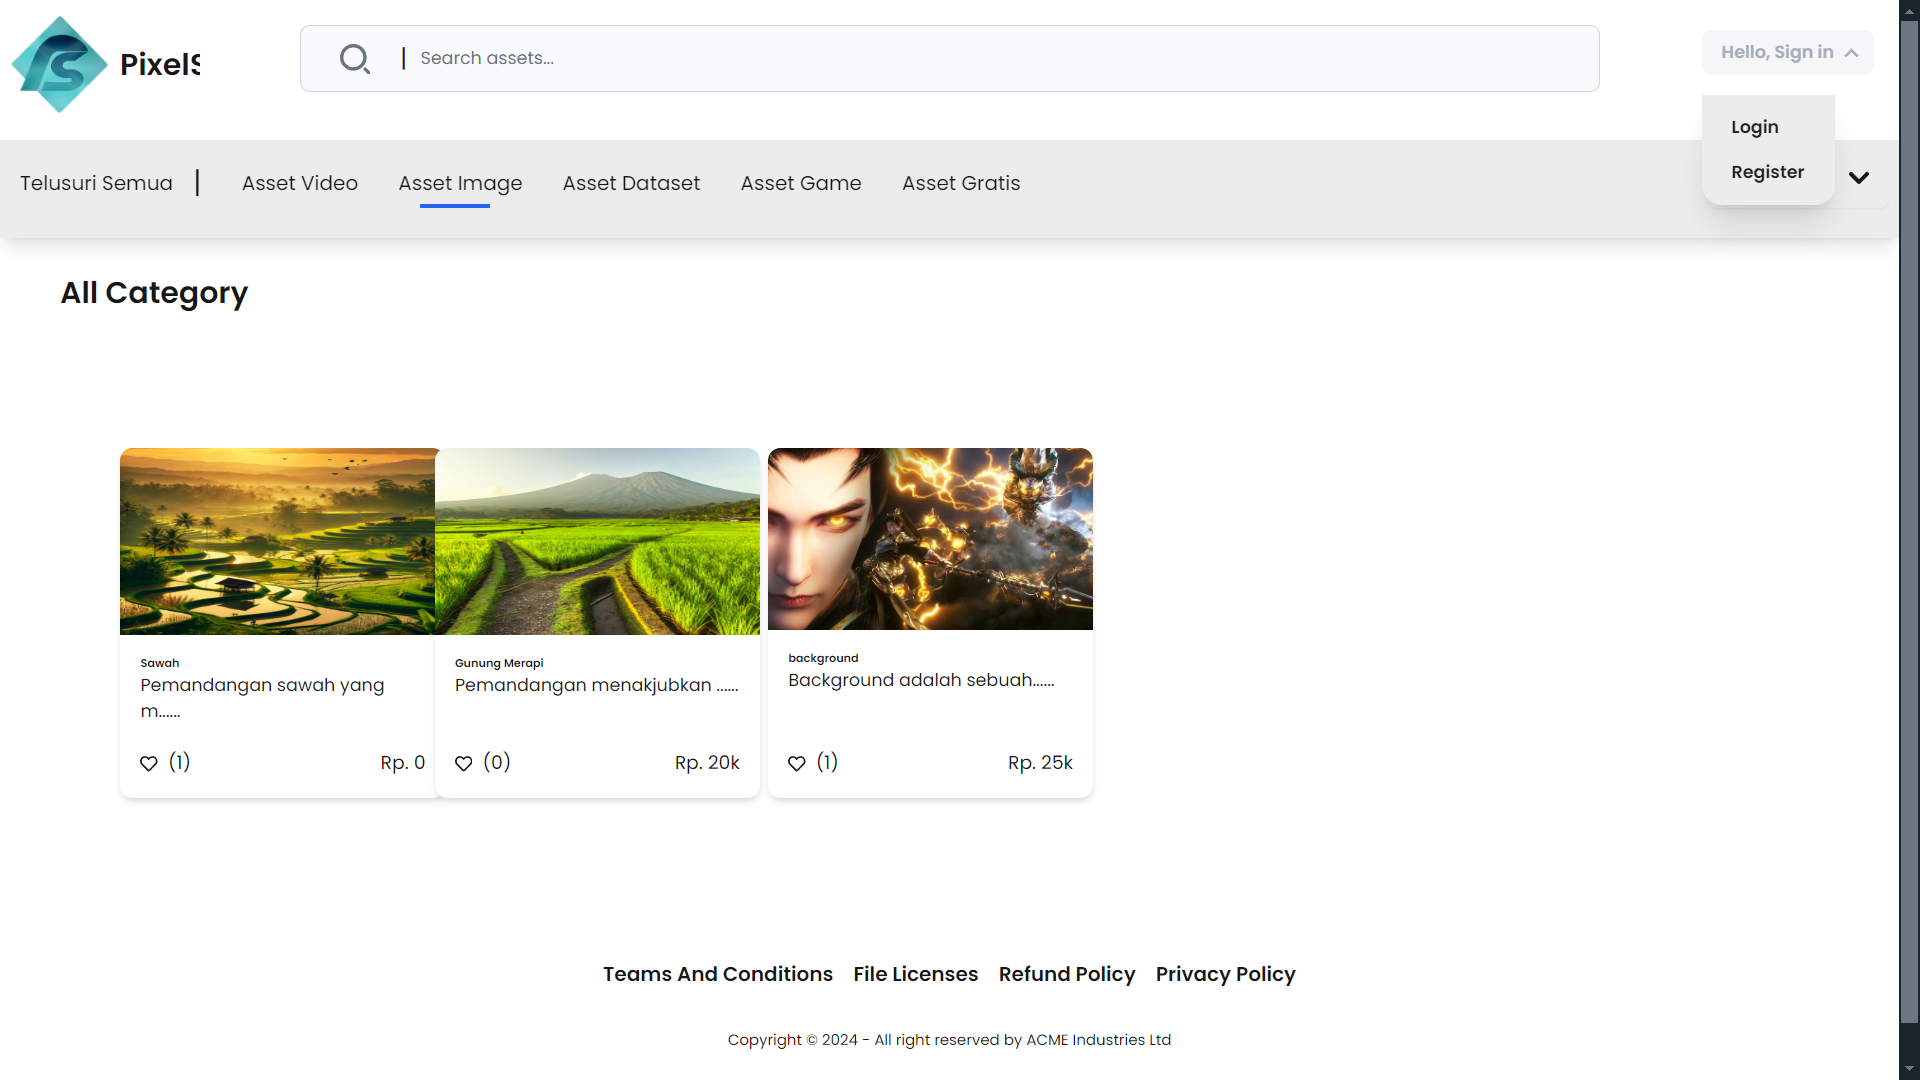 PixelS
Search assets...
Hello, Sign in
Login
Register
Telusuri Semua | Asset Video Asset Image Asset Dataset Asset Game Asset Gratis
All Category
Sawah
Pemandangan sawah yang
m......
(1) Rp. 0
Gunung Merapi
Pemandangan menakjubkan ......
(0) Rp. 20k
background
Background adalah sebuah......
(1) Rp. 25k
Teams And Conditions File Licenses Refund Policy Privacy Policy
Copyright © 2024 - All right reserved by ACME Industries Ltd